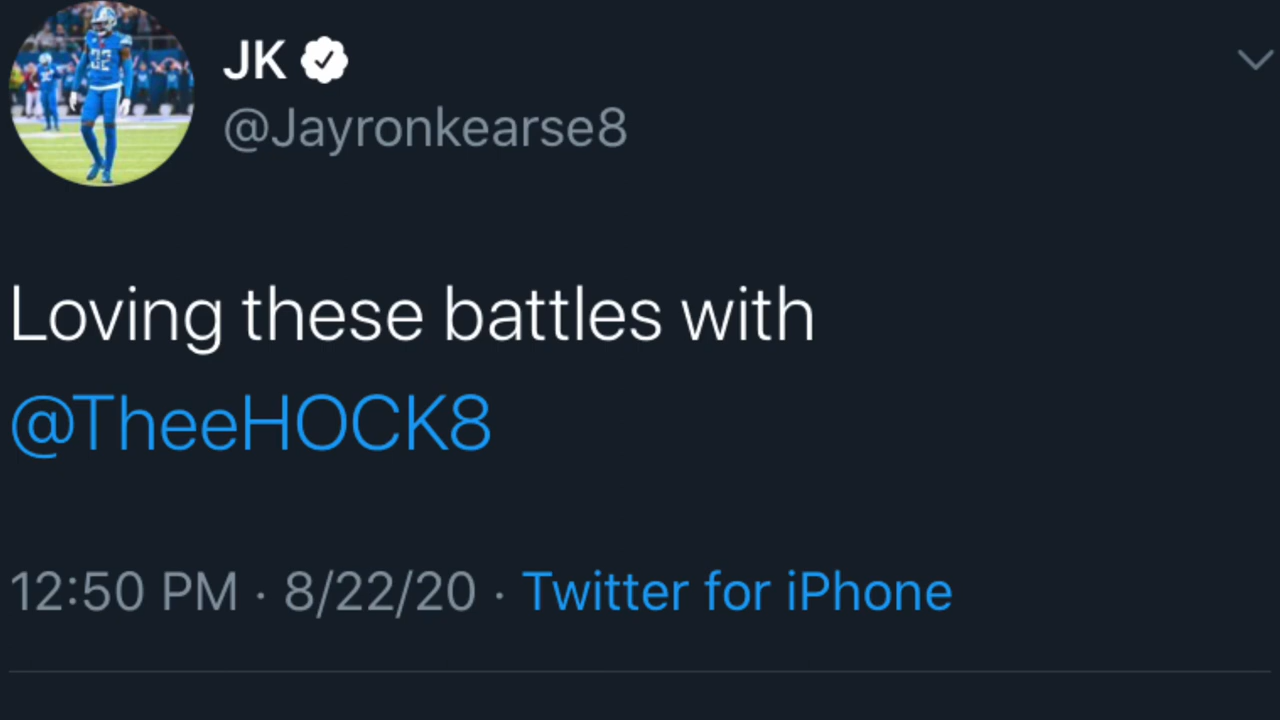 JK
@Jayronkearse8
Loving these battles with
@TheeHOCK8
12:50 PM · 8/22/20 · Twitter for iPhone